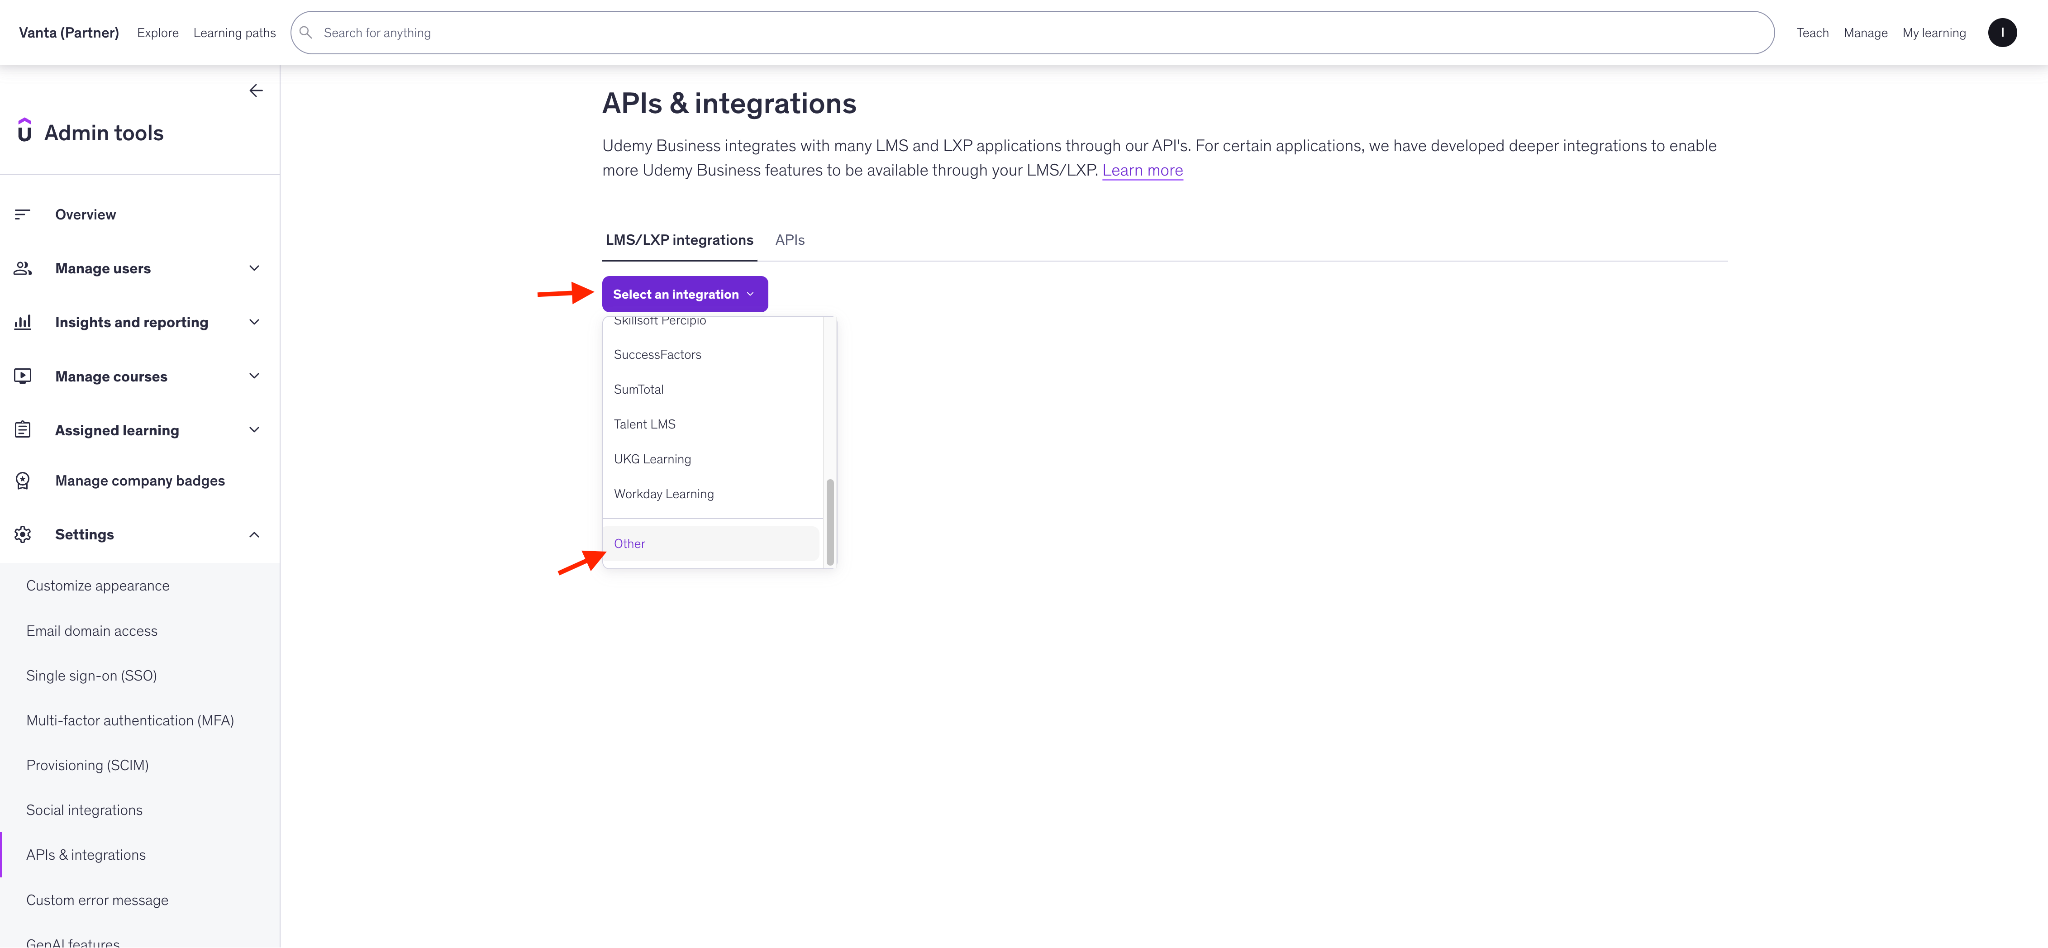 Vanta (Partner)
Explore
Learning paths
Search for anything
Teach
Manage
My learning
I
Admin tools
Overview
Manage users
Insights and reporting
Manage courses
Assigned learning
Manage company badges
Settings
Customize appearance
Email domain access
Single sign-on (SSO)
Multi-factor authentication (MFA)
Provisioning (SCIM)
Social integrations
APIs & integrations
Custom error message
GenAI features
APIs & integrations
Udemy Business integrates with many LMS and LXP applications through our API's. For certain applications, we have developed deeper integrations to enable
more Udemy Business features to be available through your LMS/LXP. Learn more
LMS/LXP integrations
APIs
Select an integration
Skillsoft Percipio
SuccessFactors
SumTotal
Talent LMS
UKG Learning
Workday Learning
Other